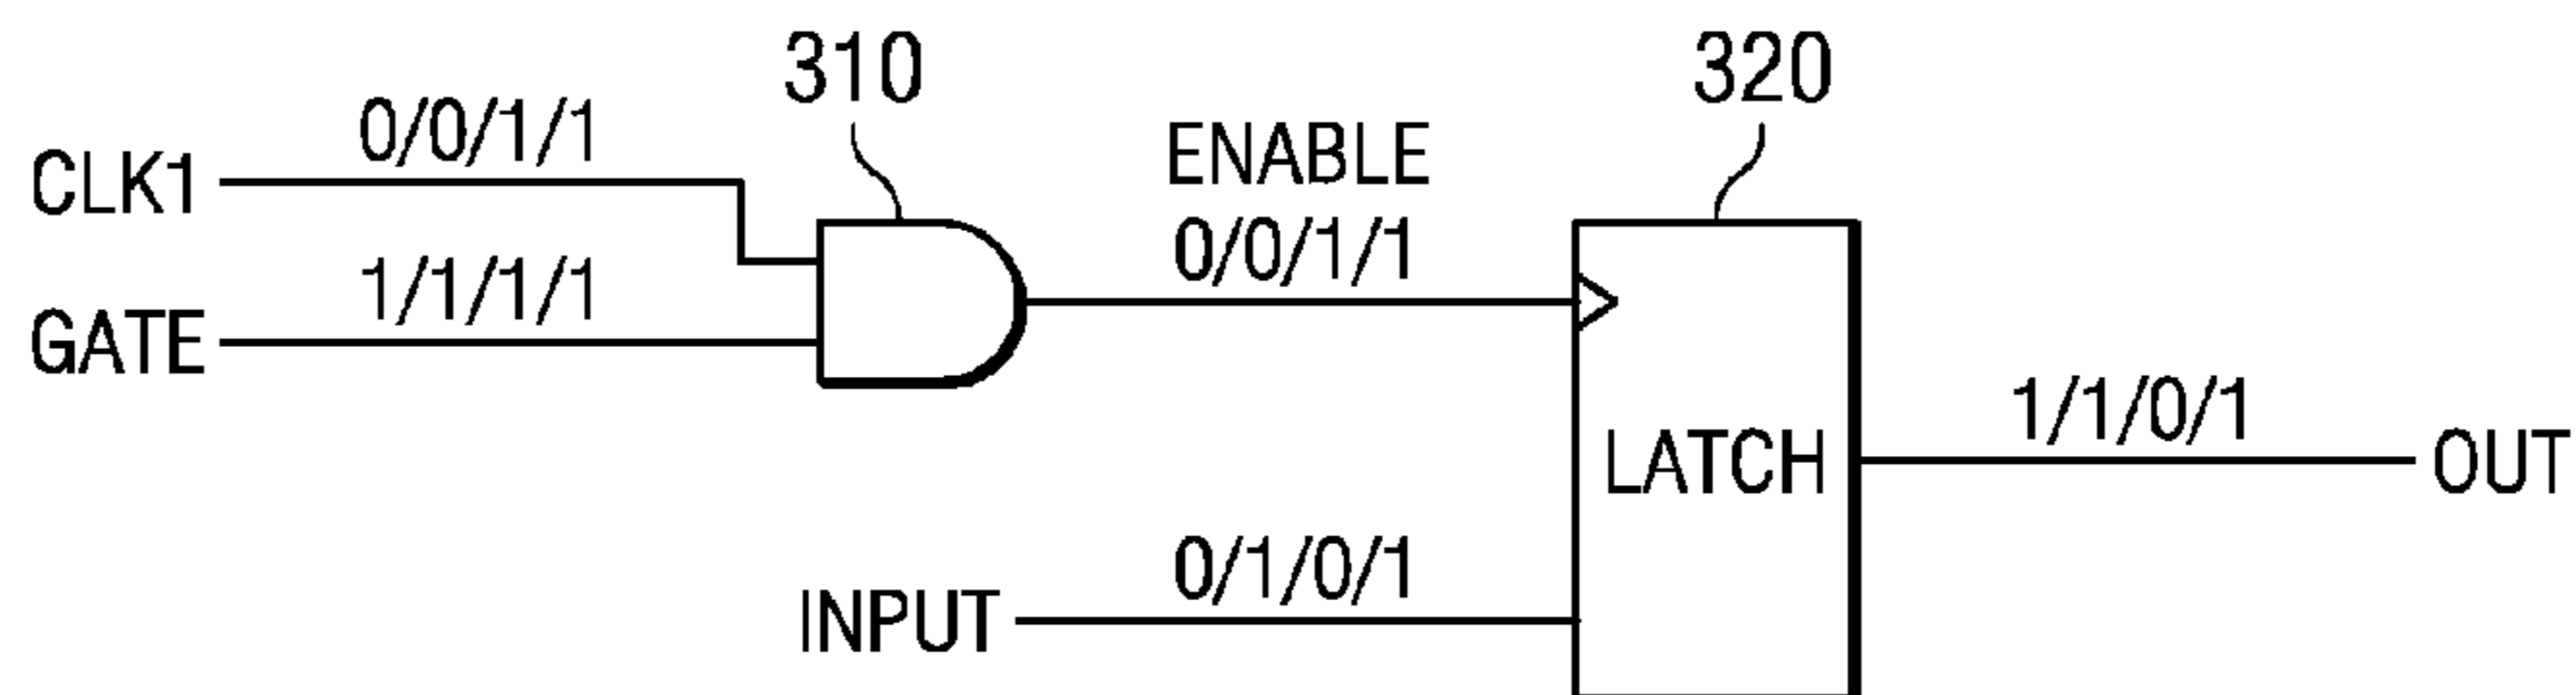 310
320
0/0/1/1
ENABLE
CLK1
0/0/1/1
1/1/1/1
GATE
1/1/0/1
LATCH
OUT
0/1/0/1
INPUT